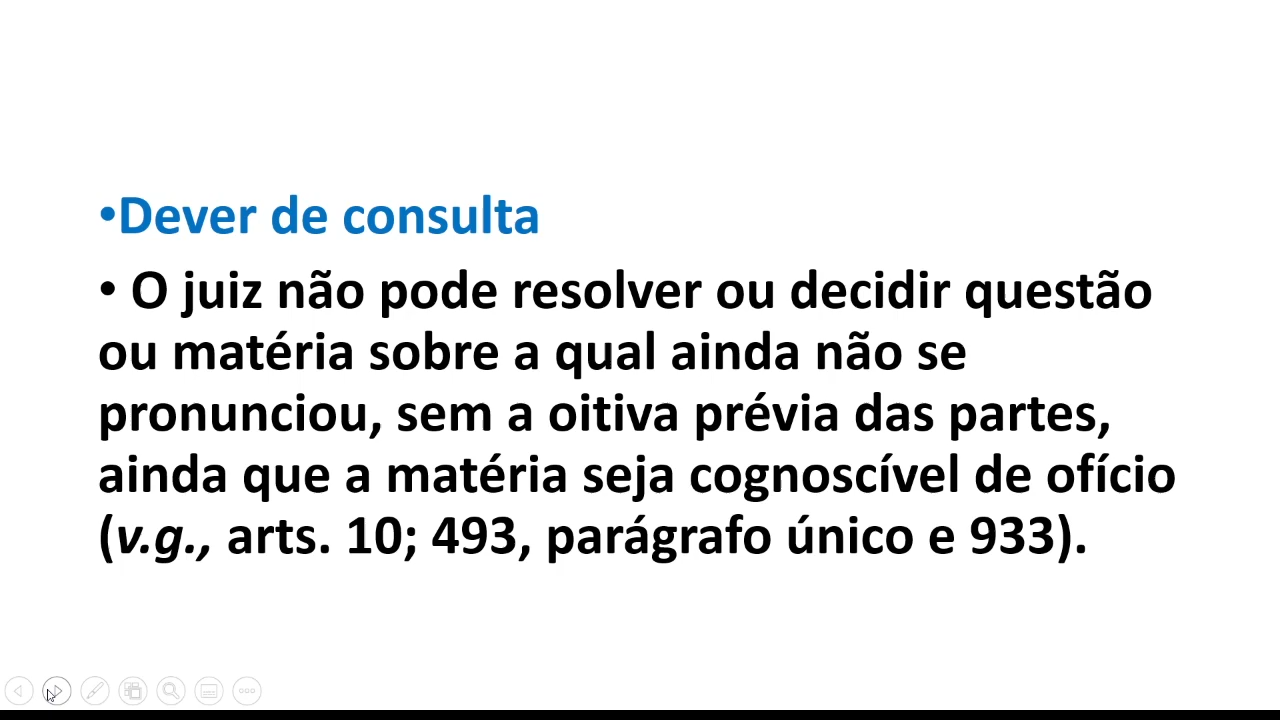 •Dever de consulta
• O juiz não pode resolver ou decidir questão
ou matéria sobre a qual ainda não se
pronunciou, sem a oitiva prévia das partes,
ainda que a matéria seja cognoscível de ofício
(v.g., arts. 10; 493, parágrafo único e 933).